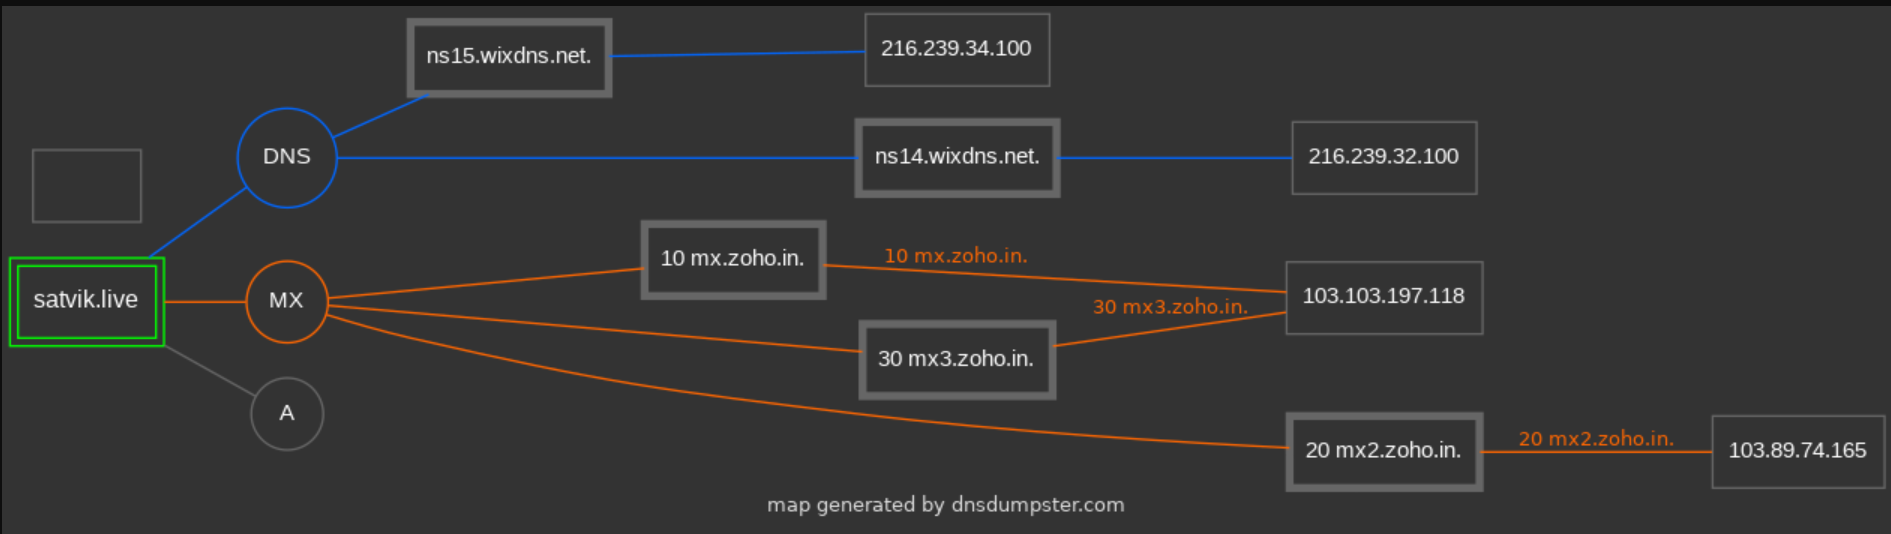 ns15.wixdns.net.
216.239.34.100
DNS
ns14.wixdns.net.
216.239.32.100
satvik.live
MX
10 mx.zoho.in.
10 mx.zoho.in.
103.103.197.118
30 mx3.zoho.in.
30 mx3.zoho.in.
A
20 mx2.zoho.in.
20 mx2.zoho.in.
103.89.74.165
map generated by dnsdumpster.com